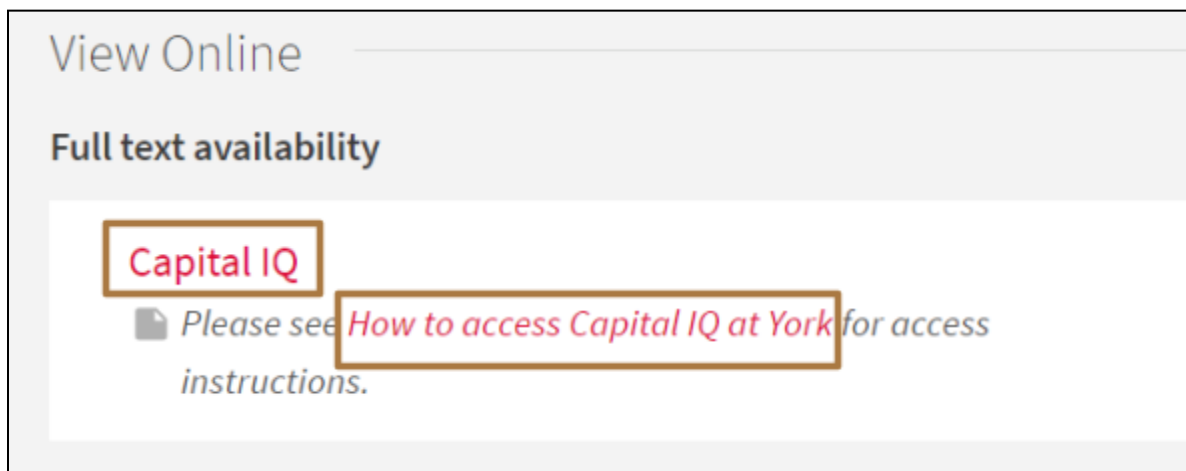 View Online
Full text availability
Capital IQ
Please see How to access Capital IQ at York for access
instructions.